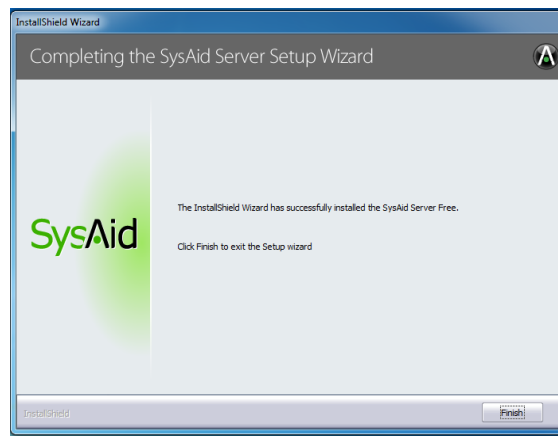 InstallShield Wizard
Completing the SysAid Server Setup Wizard
The InstallShield Wizard has successfully installed the SysAid Server Free.
SysAid
Click Finish to exit the Setup wizard
InstallShield
Finish